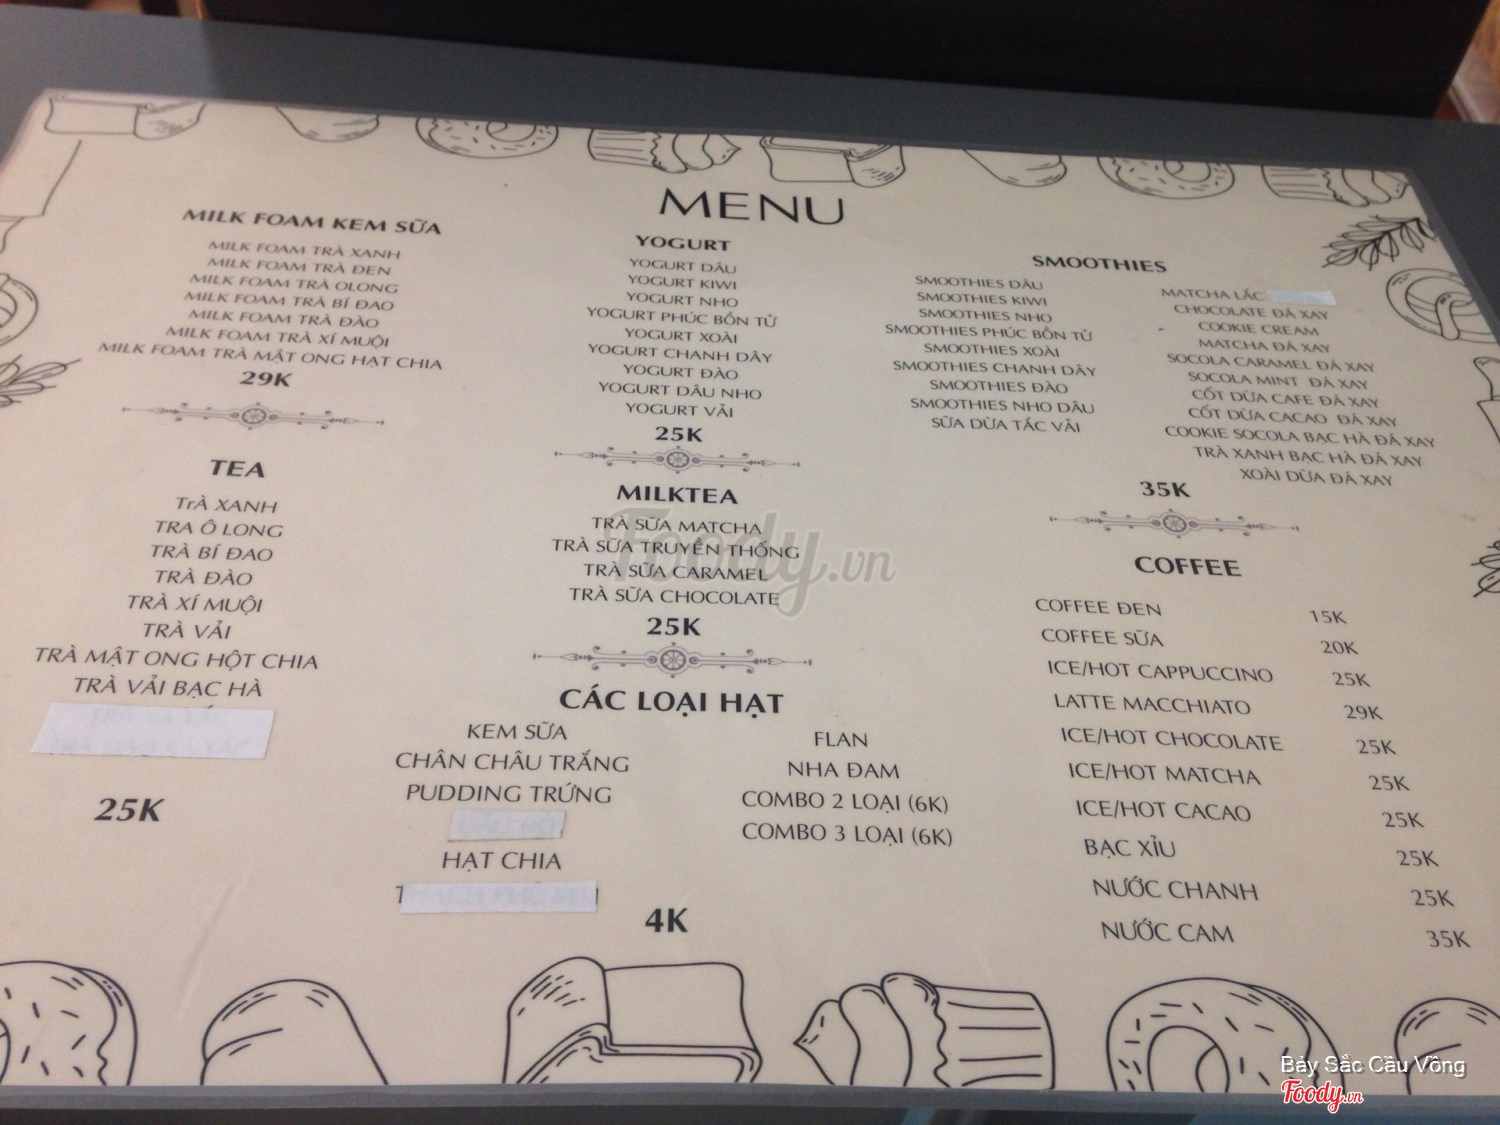 MENU
MILK FOAM KEM SỮA
MILK FOAM TRÀ XANH
MILK FOAM TRÀ ĐEN
MILK FOAM TRÀ OLONG
MILK FOAM TRÀ BÍ ĐAO
MILK FOAM TRÀ ĐÀO
MILK FOAM TRÀ XÍ MUỘI
MILK FOAM TRÀ MẬT ONG HẠT CHIA
29K
TEA
TrÀ XANH
TRA Ô LONG
TRÀ BÍ ĐAO
TRÀ ĐÀO
TRÀ XÍ MUỘI
TRÀ VẢI
TRÀ MẬT ONG HỘT CHIA
TRÀ VẢI BẠC HÀ
25K
YOGURT
YOGURT DÂU
YOGURT KIWI
YOGURT NHO
YOGURT PHÚC BỒN TỬ
YOGURT XOÀI
YOGURT CHANH DÂY
YOGURT ĐÀO
YOGURT DÂU NHO
YOGURT VẢI
25K
MILKTEA
TRÀ SỮA MATCHA
TRÀ SỮA TRUYỀN THỐNG
TRÀ SỮA CARAMEL
TRÀ SỮA CHOCOLATE
25K
CÁC LOẠI HẠT
KEM SỮA
CHÂN CHÂU TRẮNG
PUDDING TRỨNG
HẠT CHIA
FLAN
NHA ĐAM
COMBO 2 LOẠI (6K)
COMBO 3 LOẠI (6K)
4K
SMOOTHIES
SMOOTHIES DÂU
SMOOTHIES KIWI
SMOOTHIES NHO
SMOOTHIES PHÚC BỒN TỬ
SMOOTHIES XOÀI
SMOOTHIES CHANH DÂY
SMOOTHIES ĐÀO
SMOOTHIES NHO DÂU
SỮA DỪA TẮC VẢI
MATCHA LẮC
CHOCOLATE ĐÁ XAY
COOKIE CREAM
MATCHA ĐÁ XAY
SOCOLA CARAMEL ĐÁ XAY
SOCOLA MINT ĐÁ XAY
CỐT DỪA CAFE ĐÁ XAY
CỐT DỪA CACAO ĐÁ XAY
COOKIE SOCOLA BẠC HÀ ĐÁ XAY
TRÀ XANH BẠC HÀ ĐÁ XAY
XOÀI DỪA ĐÁ XAY
35K
COFFEE
COFFEE ĐEN 15K
COFFEE SỮA 20K
ICE/HOT CAPPUCCINO 25K
LATTE MACCHIATO 29K
ICE/HOT CHOCOLATE 25K
ICE/HOT MATCHA 25K
ICE/HOT CACAO 25K
BẠC XỈU 25K
NƯỚC CHANH 25K
NƯỚC CAM 35K
Foody.vn
Bảy Sắc Cầu Vồng
Foody.vn